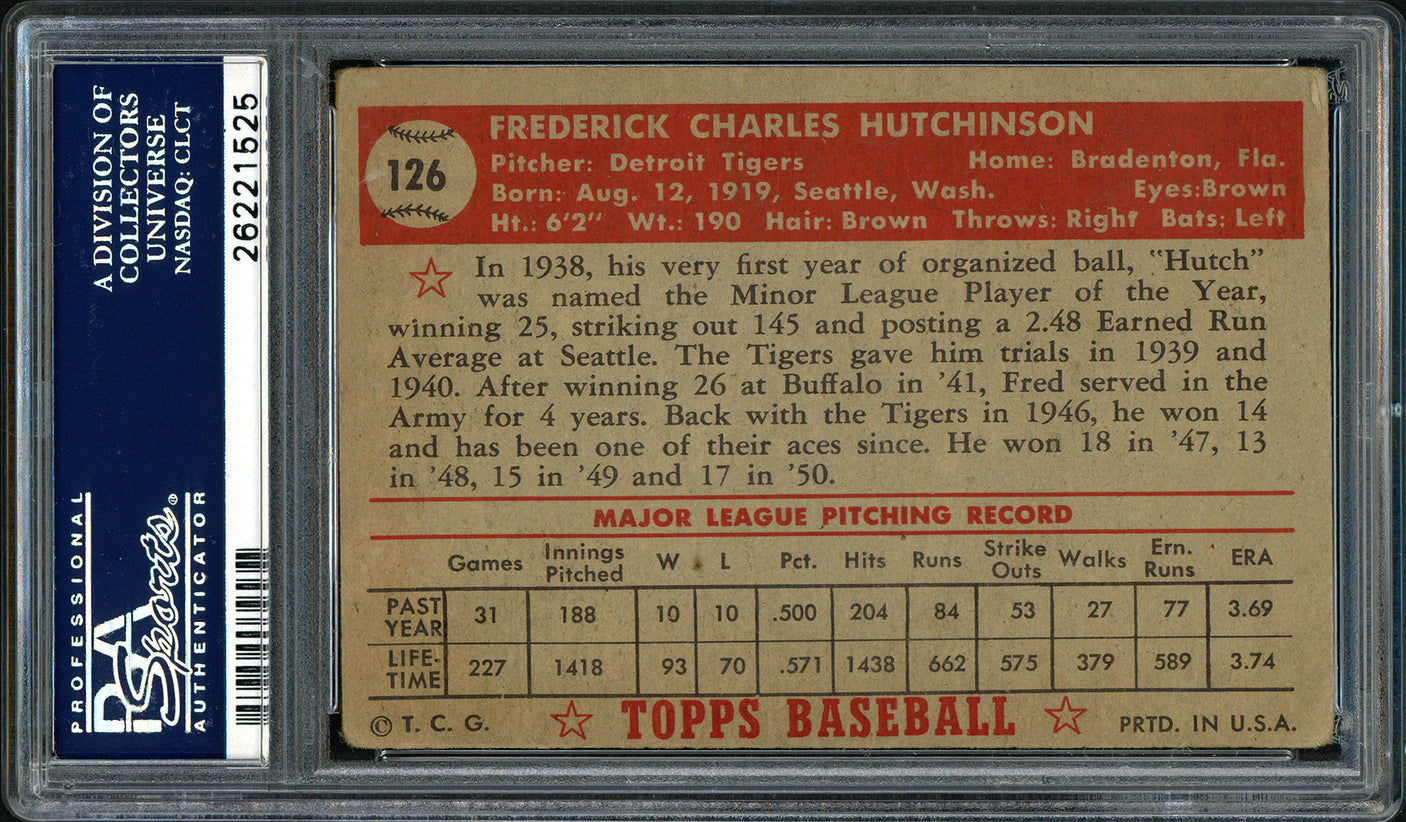 A DIVISION OF
COLLECTORS
UNIVERSE
NASDAQ: CLCT
26221525
PROFESSIONAL
PSA
Sports®
AUTHENTICATOR
126
FREDERICK CHARLES HUTCHINSON
Pitcher: Detroit Tigers Home: Bradenton, Fla.
Born: Aug. 12, 1919, Seattle, Wash. Eyes:Brown
Ht.: 6'2" Wt.: 190 Hair: Brown Throws: Right Bats: Left
In 1938, his very first year of organized ball, "Hutch"
was named the Minor League Player of the Year,
winning 25, striking out 145 and posting a 2.48 Earned Run
Average at Seattle. The Tigers gave him trials in 1939 and
1940. After winning 26 at Buffalo in '41, Fred served in the
Army for 4 years. Back with the Tigers in 1946, he won 14
and has been one of their aces since. He won 18 in '47, 13
in '48, 15 in '49 and 17 in '50.
MAJOR LEAGUE PITCHING RECORD
Games Innings Pitched W L Pct. Hits Runs Strike Outs Walks Ern. Runs ERA
PAST YEAR 31 188 10 10 .500 204 84 53 27 77 3.69
LIFE-TIME 227 1418 93 70 .571 1438 662 575 379 589 3.74
© T. C. G. TOPPS BASEBALL PRTD. IN U.S.A.